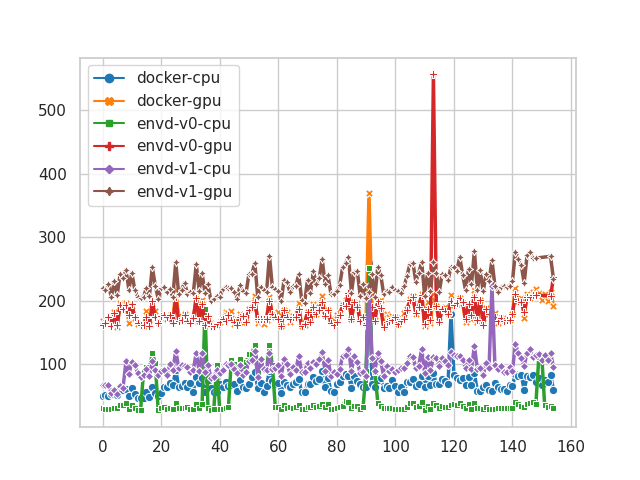 docker-cpu
docker-gpu
envd-v0-cpu
envd-v0-gpu
envd-v1-cpu
envd-v1-gpu
500
400
300
200
100
0 20 40 60 80 100 120 140 160